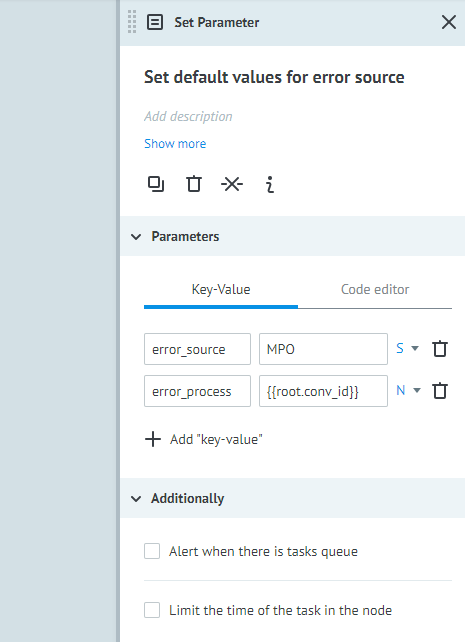 Set Parameter
Set default values for error source
Add description
Show more
Parameters
Key-Value Code editor
error_source MPO S
error_process {{root.conv_id}} N
Add "key-value"
Additionally
Alert when there is tasks queue
Limit the time of the task in the node